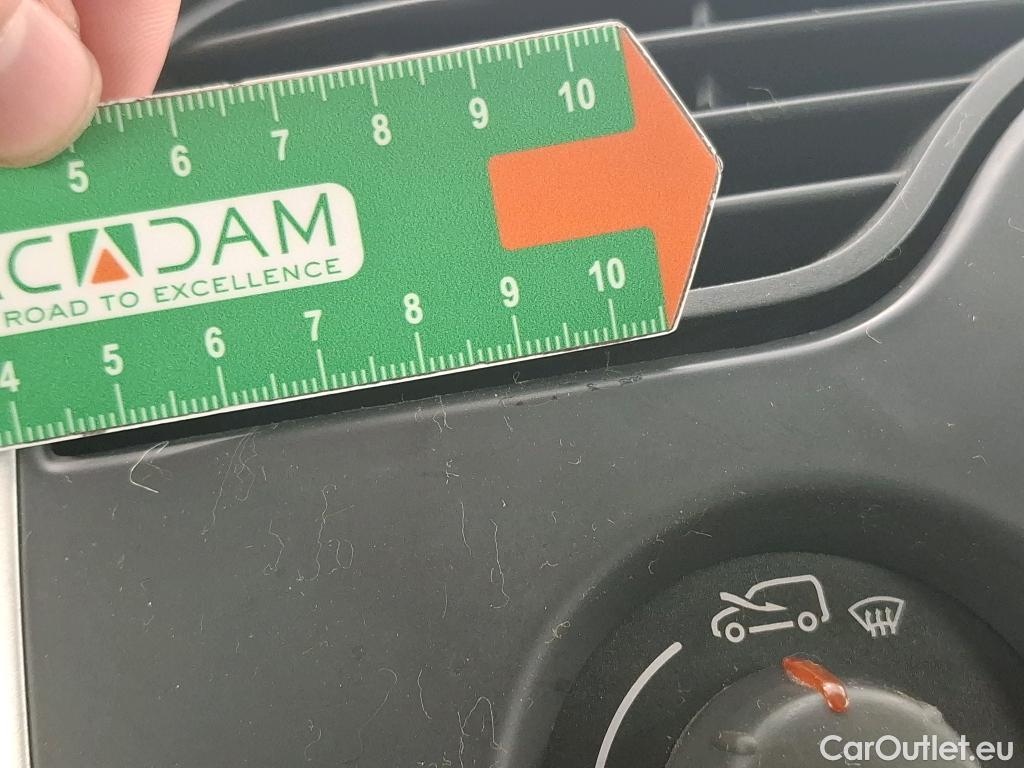 5 6 7 8 9 10
ACADAM
ROAD TO EXCELLENCE
4 5 6 7 8 9 10
CarOutlet.eu